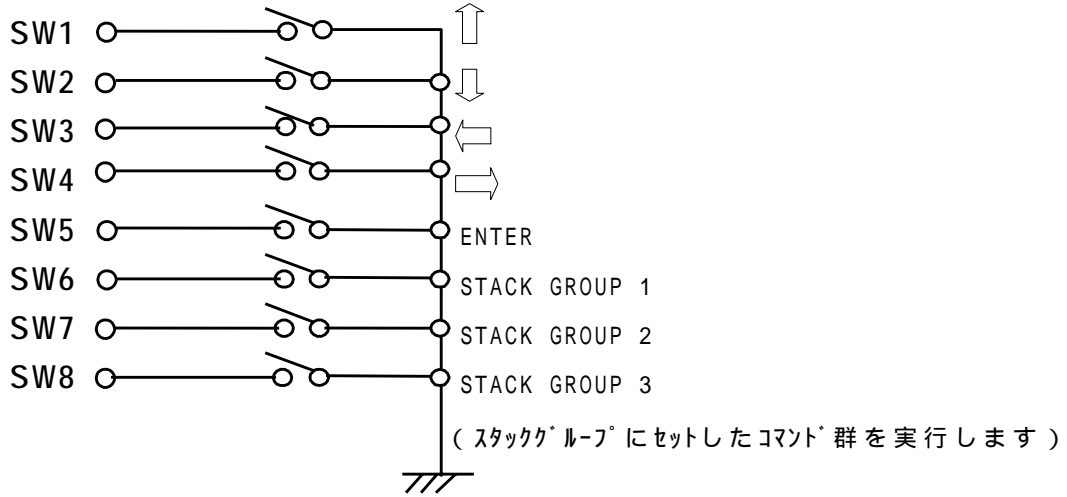 SW1
SW2
SW3
SW4
SW5 ENTER
SW6 STACK GROUP 1
SW7 STACK GROUP 2
SW8 STACK GROUP 3
(ｽﾀｯｸｸﾞﾙｰﾌﾟにｾｯﾄしたｺﾏﾝﾄﾞ群を実行します)